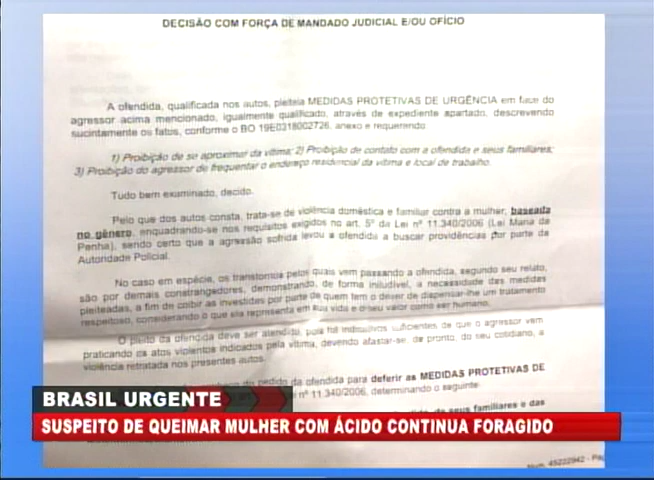 DECISÃO COM FORÇA DE MANDADO JUDICIAL E/OU OFÍCIO
A ofendida, qualificada nos autos, pleiteia MEDIDAS PROTETIVAS DE URGÊNCIA em face do
agressor acima mencionado, igualmente qualificado, através de expediente apartado, descrevendo
sucintamente os fatos, conforme o BO 19E0318002726, anexo e requerendo:
1) Proibição de se aproximar da vítima; 2) Proibição de contato com a ofendida e seus familiares;
3) Proibição do agressor de frequentar o endereço residencial da vítima e local de trabalho.
Tudo bem examinado, decido.
Pelo que dos autos consta, trata-se de violência doméstica e familiar contra a mulher, baseada
no gênero, enquadrando-se nos requisitos exigidos no art. 5º da Lei nº 11.340/2006 (Lei Maria da
Penha), sendo certo que a agressão sofrida levou a ofendida a buscar providências por parte da
Autoridade Policial.
No caso em espécie, os transtornos pelos quais vem passando a ofendida, segundo seu relato,
são por demais constrangedores, demonstrando, de forma iniludível, a necessidade das medidas
pleiteadas, a fim de coibir as investidas por parte de quem tem o dever de dispensar-lhe um tratamento
respeitoso, considerando o que ela representa em sua vida e o seu valor como ser humano.
O pleito da ofendida deve ser atendido, pois há indicativos suficientes de que o agressor vem
praticando os atos violentos indicados pela vítima, devendo afastar-se, de pronto, do seu cotidiano, a
violência retratada nos presentes autos.
do pedido da ofendida para deferir as MEDIDAS PROTETIVAS DE
nº 11.340/2006, determinando o seguinte:
de seus familiares e das
Num. 45222942 - Pág
BRASIL URGENTE
SUSPEITO DE QUEIMAR MULHER COM ÁCIDO CONTINUA FORAGIDO